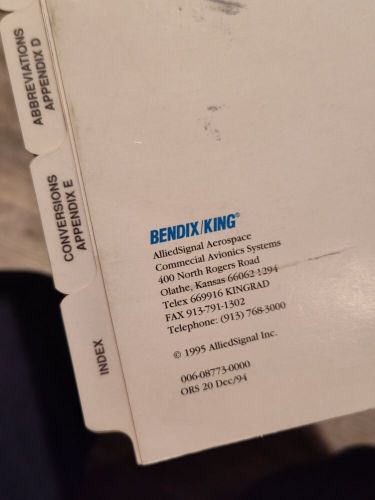 ABBREVIATIONS
APPENDIX D
CONVERSIONS
APPENDIX E
INDEX
BENDIX/KING®
AlliedSignal Aerospace
Commecial Avionics Systems
400 North Rogers Road
Olathe, Kansas 66062-1294
Telex 669916 KINGRAD
FAX 913-791-1302
Telephone: (913) 768-3000
© 1995 AlliedSignal Inc.
006-08773-0000
ORS 20 Dec/94